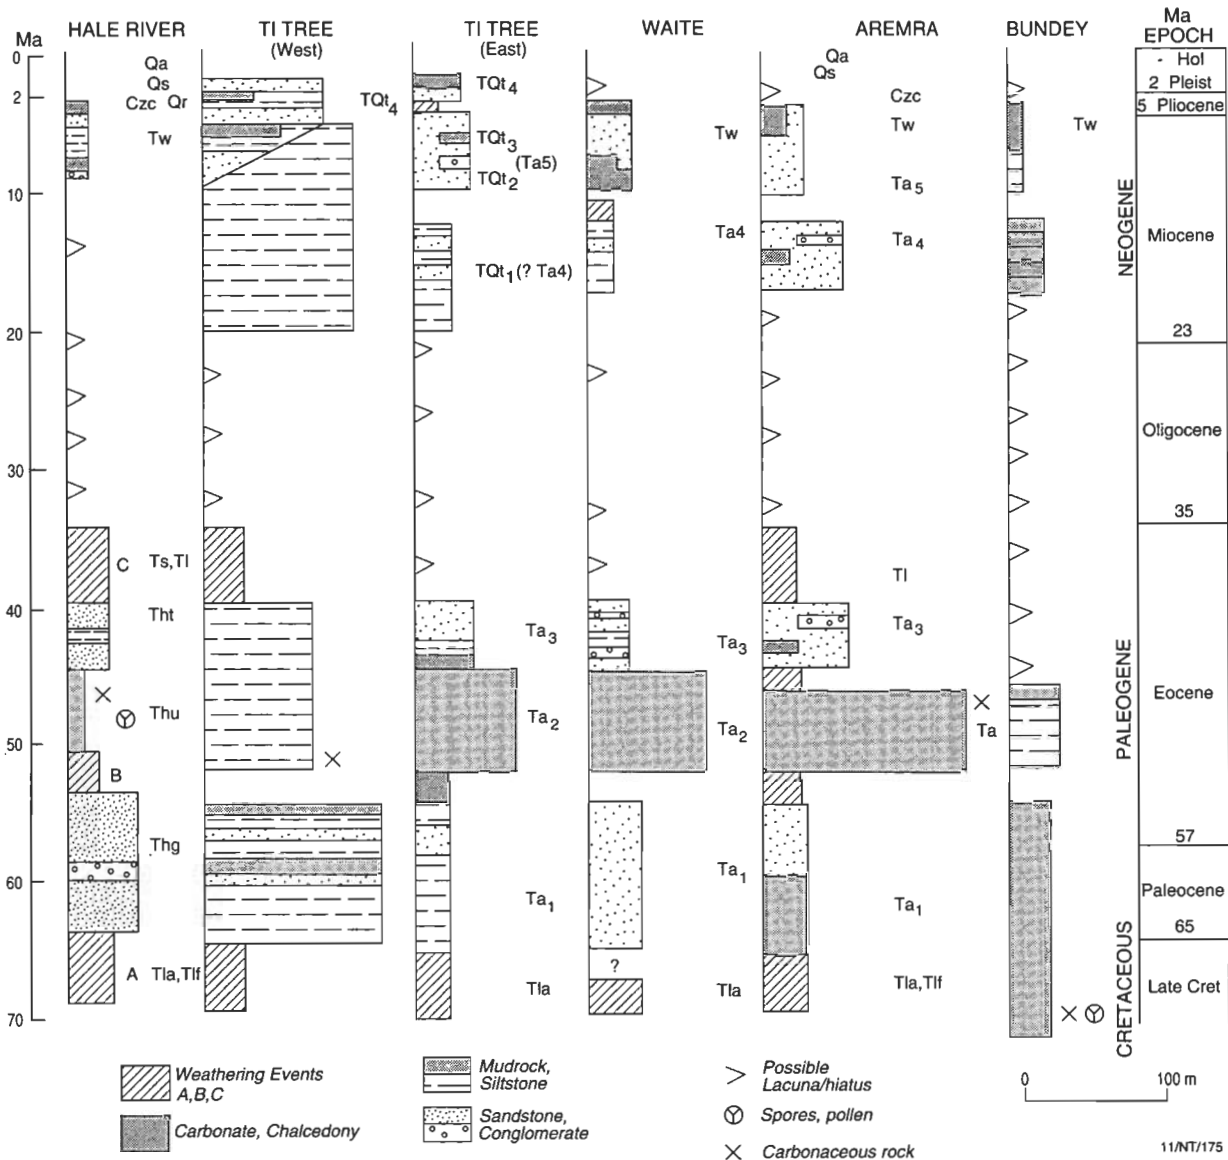 Ma
HALE RIVER
TI TREE
(West)
TI TREE
(East)
WAITE
AREMRA
BUNDEY
Ma
EPOCH
0
2
10
20
30
40
50
60
70
Qa
Qs
Czc Qr
Tw
C
Ts,Tl
Tht
Thu
B
Thg
A
Tla,Tlf
TQt4
TQt4
TQt3
(Ta5)
TQt2
TQt1 (? Ta4)
Ta3
Ta2
Ta1
Tla
Tw
Ta4
Ta3
Ta2
Ta1
?
Tla
Qa
Qs
Czc
Tw
Ta5
Ta4
Tl
Ta3
Ta
Ta1
Tla,Tlf
Tw
NEOGENE
PALEOGENE
CRETACEOUS
- Hol
2 Pleist
5 Pliocene
Miocene
23
Oligocene
35
Eocene
57
Paleocene
65
Late Cret
Weathering Events
A,B,C
Carbonate, Chalcedony
Mudrock,
Siltstone
Sandstone,
Conglomerate
Possible
Lacuna/hiatus
Spores, pollen
Carbonaceous rock
0 100 m
11/NT/175